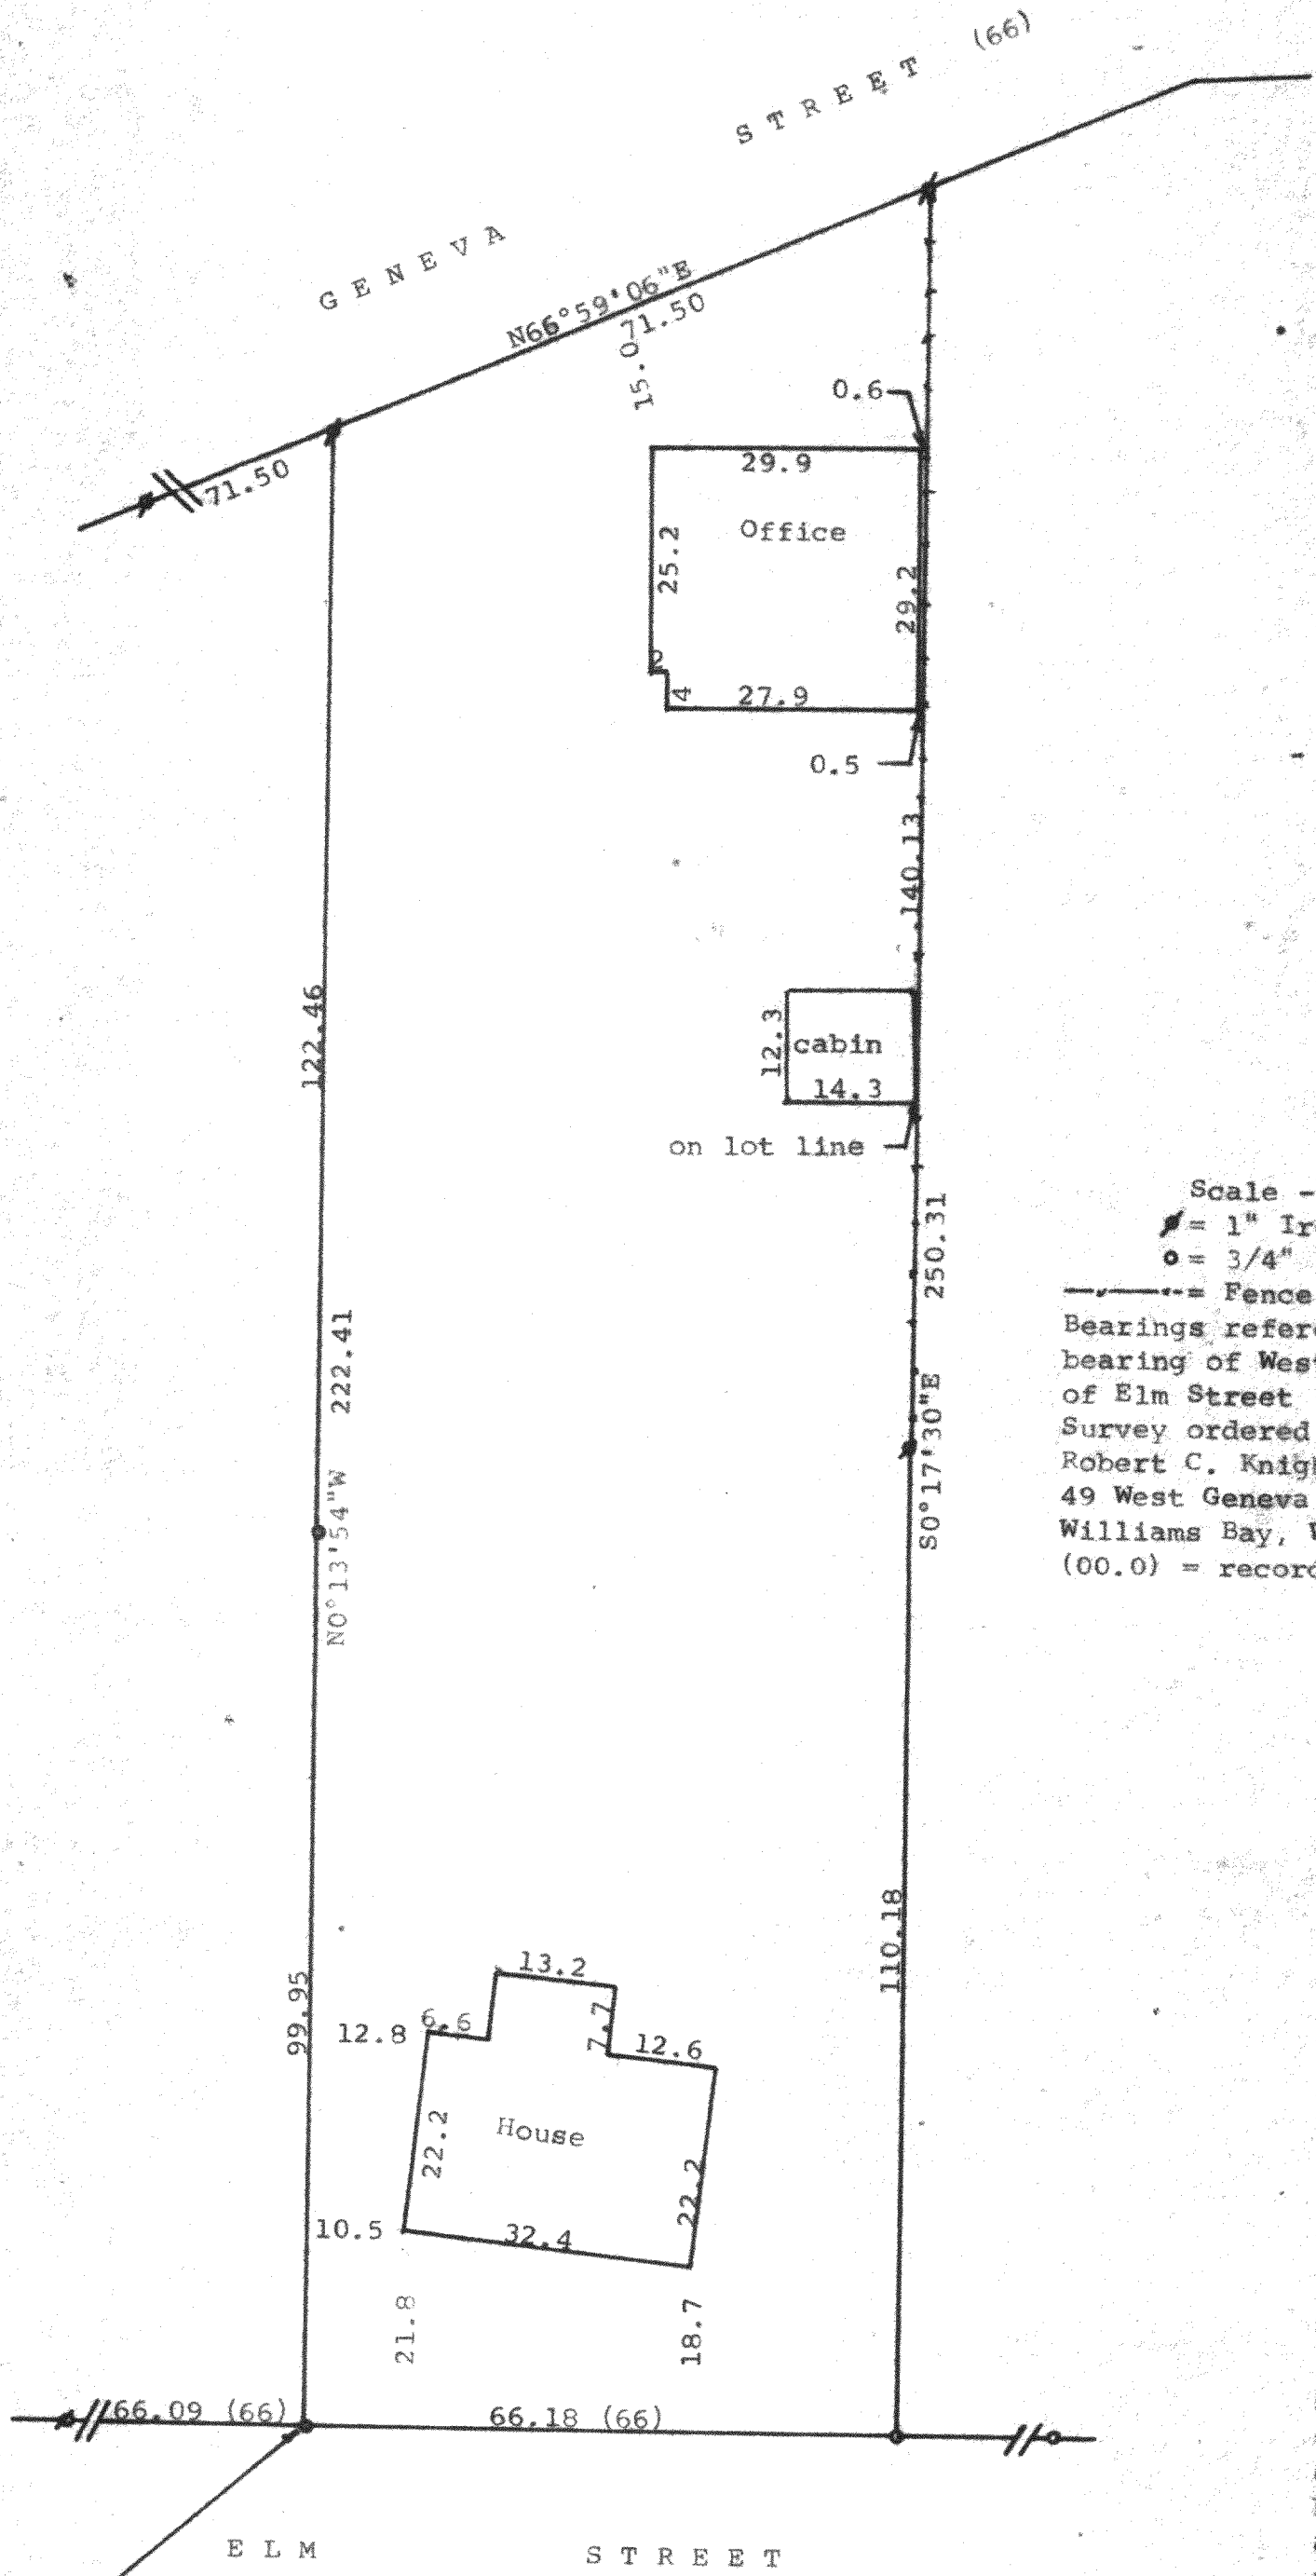 GENEVA STREET (66)
N66°59'06"E
71.50
15.0
71.50
0.6
29.9
Office
25.2
29.2
2
4
27.9
0.5
140.13
122.46
12.3
cabin
14.3
on lot line
250.31
222.41
S0°17'30"E
N0°13'54"W
Scale -
= 1" Ir
= 3/4"
= Fence
Bearings refer
bearing of Wes
of Elm Street
Survey ordered
Robert C. Knig
49 West Geneva
Williams Bay, W
(00.0) = record
110.18
99.95
13.2
6.6
12.8
7.7
12.6
House
22.2
22.2
10.5
32.4
21.8
18.7
66.09 (66)
66.18 (66)
ELM STREET